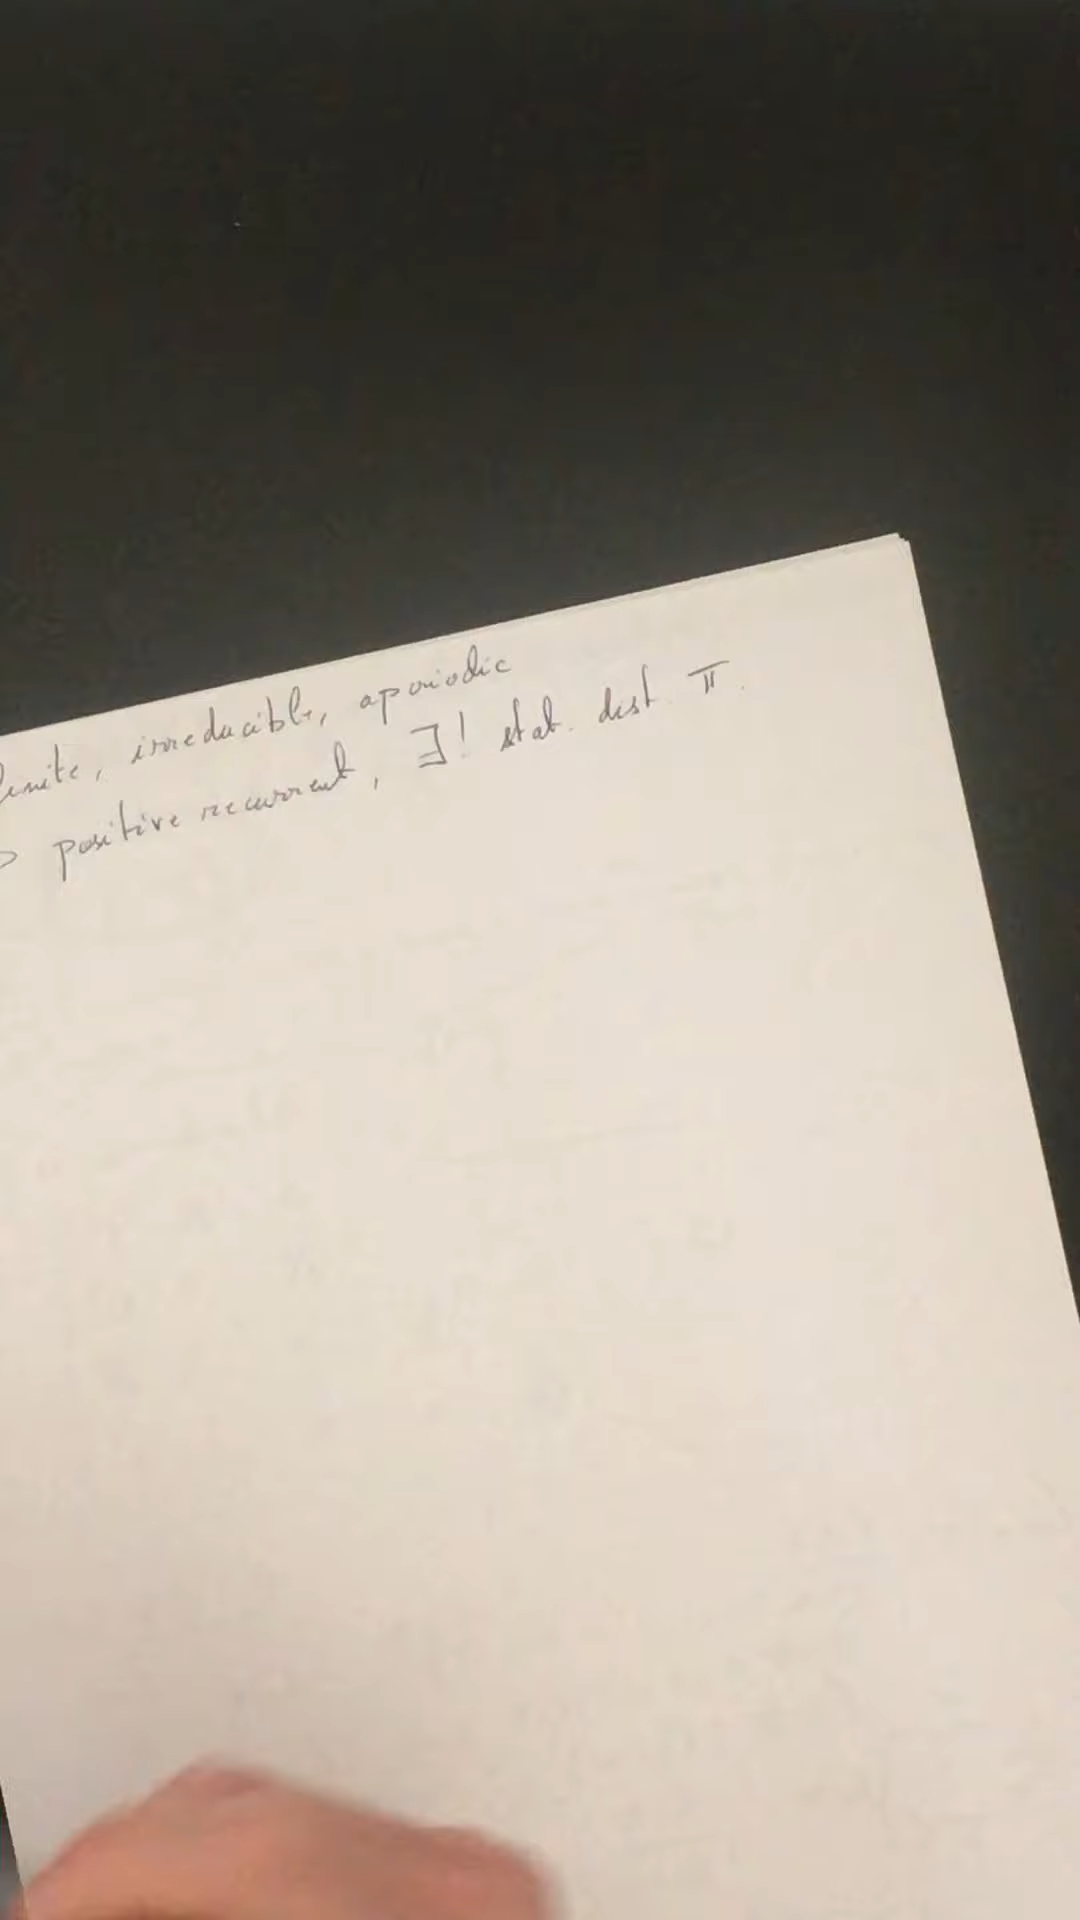 finite, irreducible, aperiodic
positive recurrent, ∃! stat. dist. π.